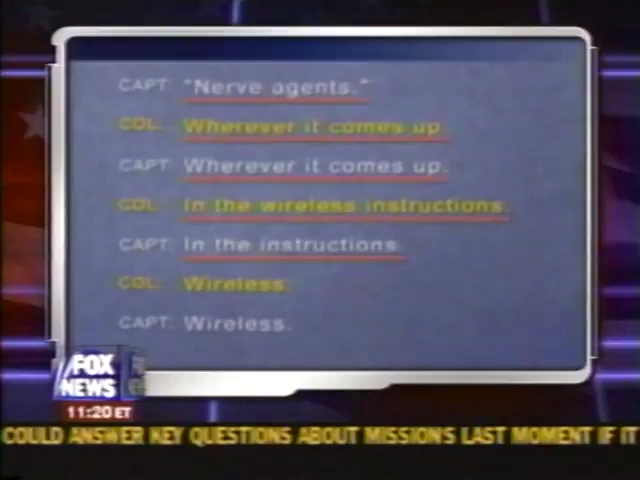 CAPT: "Nerve agents."
COL: Wherever it comes up.
CAPT: Wherever it comes up.
COL: In the wireless instructions.
CAPT: In the instructions.
COL: Wireless.
CAPT: Wireless.
FOX
NEWS
11:20 ET
COULD ANSWER KEY QUESTIONS ABOUT MISSION'S LAST MOMENT IF IT